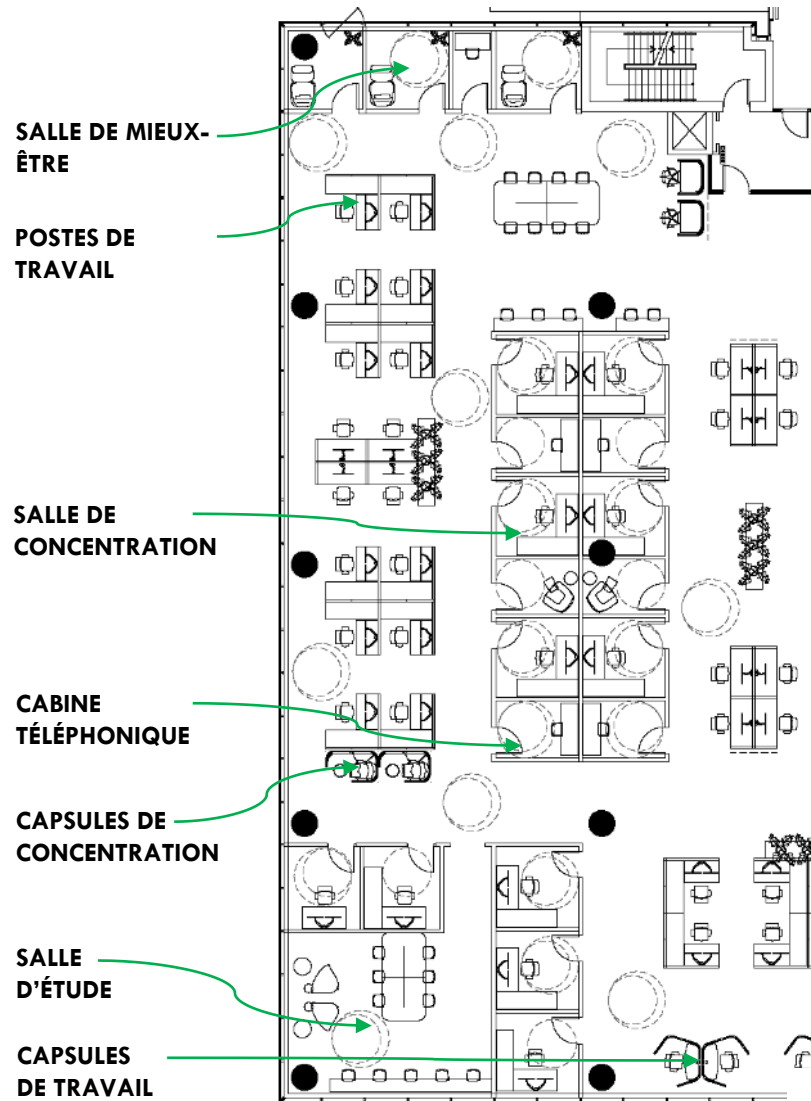 SALLE DE MIEUX-
ÊTRE
POSTES DE
TRAVAIL
SALLE DE
CONCENTRATION
CABINE
TÉLÉPHONIQUE
CAPSULES DE
CONCENTRATION
SALLE
D'ÉTUDE
CAPSULES
DE TRAVAIL